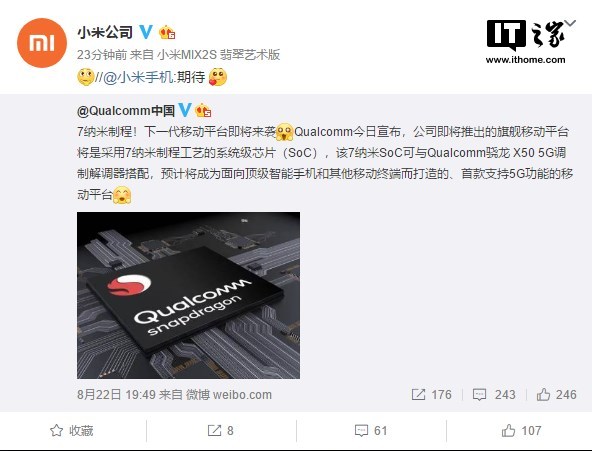 小米公司
IT之家
23分钟前 来自 小米MIX2S 翡翠艺术版
www.ithome.com
//@小米手机:期待
@Qualcomm中国
7纳米制程！下一代移动平台即将来袭 Qualcomm今日宣布，公司即将推出的旗舰移动平台
将是采用7纳米制程工艺的系统级芯片（SoC），该7纳米SoC可与Qualcomm骁龙 X50 5G调
制解调器搭配，预计将成为面向顶级智能手机和其他移动终端而打造的、首款支持5G功能的移
动平台
Qualcomm
snapdragon
8月22日 19:49 来自 微博 weibo.com 176 243 246
收藏 8 61 107